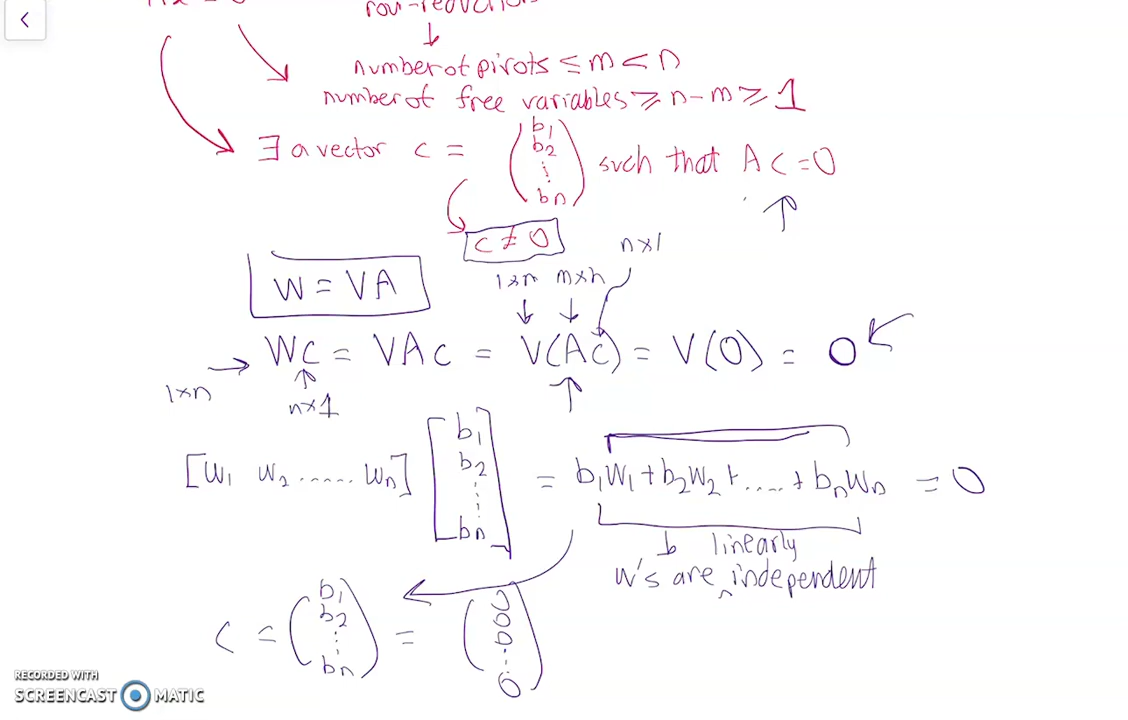 row-reduction
number of pivots ≤ m < n
number of free variables ≥ n-m ≥ 1
∃ a vector c = (b1 b2 ⋮ bn) such that Ac=0
c ≠ 0
n×1
W = VA
1×n m×n
Wc = VAc = V(Ac) = V(0) = 0
1×n
n×1
[w1 w2 ...... wn] [b1 b2 ⋮ bn] = b1w1+b2w2+.....+bnwn = 0
linearly
w's are ^ independent
c = (b1 b2 ⋮ bn) = (0 0 0 ... 0)
RECORDED WITH
SCREENCAST MATIC